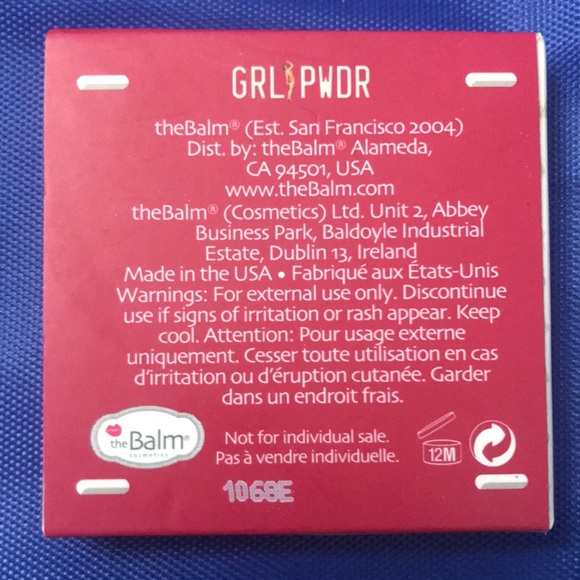 GRL PWDR
theBalm® (Est. San Francisco 2004)
Dist. by: theBalm® Alameda,
CA 94501, USA
www.theBalm.com
theBalm® (Cosmetics) Ltd. Unit 2, Abbey
Business Park, Baldoyle Industrial
Estate, Dublin 13, Ireland
Made in the USA • Fabriqué aux États-Unis
Warnings: For external use only. Discontinue
use if signs of irritation or rash appear. Keep
cool. Attention: Pour usage externe
uniquement. Cesser toute utilisation en cas
d'irritation ou d'éruption cutanée. Garder
dans un endroit frais.
theBalm®
cosmetics
Not for individual sale.
Pas à vendre individuelle.
12M
1068E